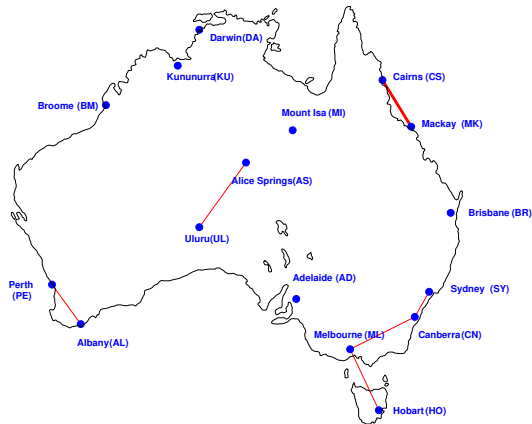 Darwin(DA)
Kununurra(KU)
Cairns (CS)
Broome (BM)
Mount Isa (MI)
Mackay (MK)
Alice Springs(AS)
Brisbane (BR)
Uluru(UL)
Adelaide (AD)
Perth
(PE)
Sydney (SY)
Albany(AL)
Melbourne (ML)
Canberra(CN)
Hobart(HO)